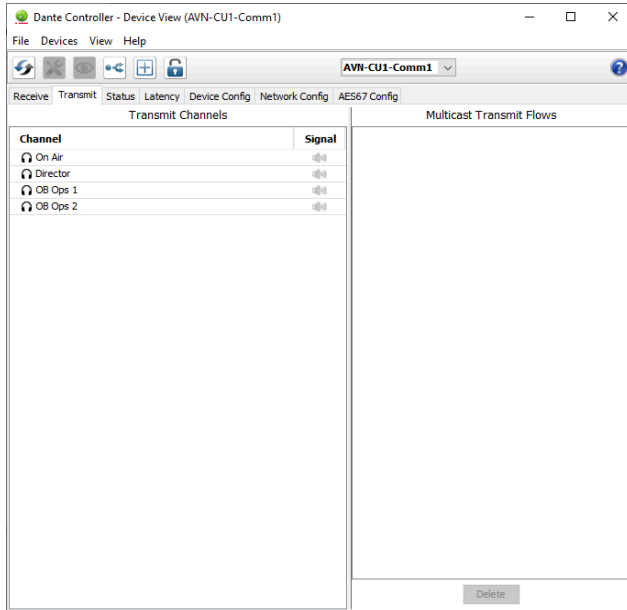 Dante Controller - Device View (AVN-CU1-Comm1)
File Devices View Help
AVN-CU1-Comm1
?
Receive Transmit Status Latency Device Config Network Config AES67 Config
Transmit Channels
Multicast Transmit Flows
Channel Signal
On Air
Director
OB Ops 1
OB Ops 2
Delete